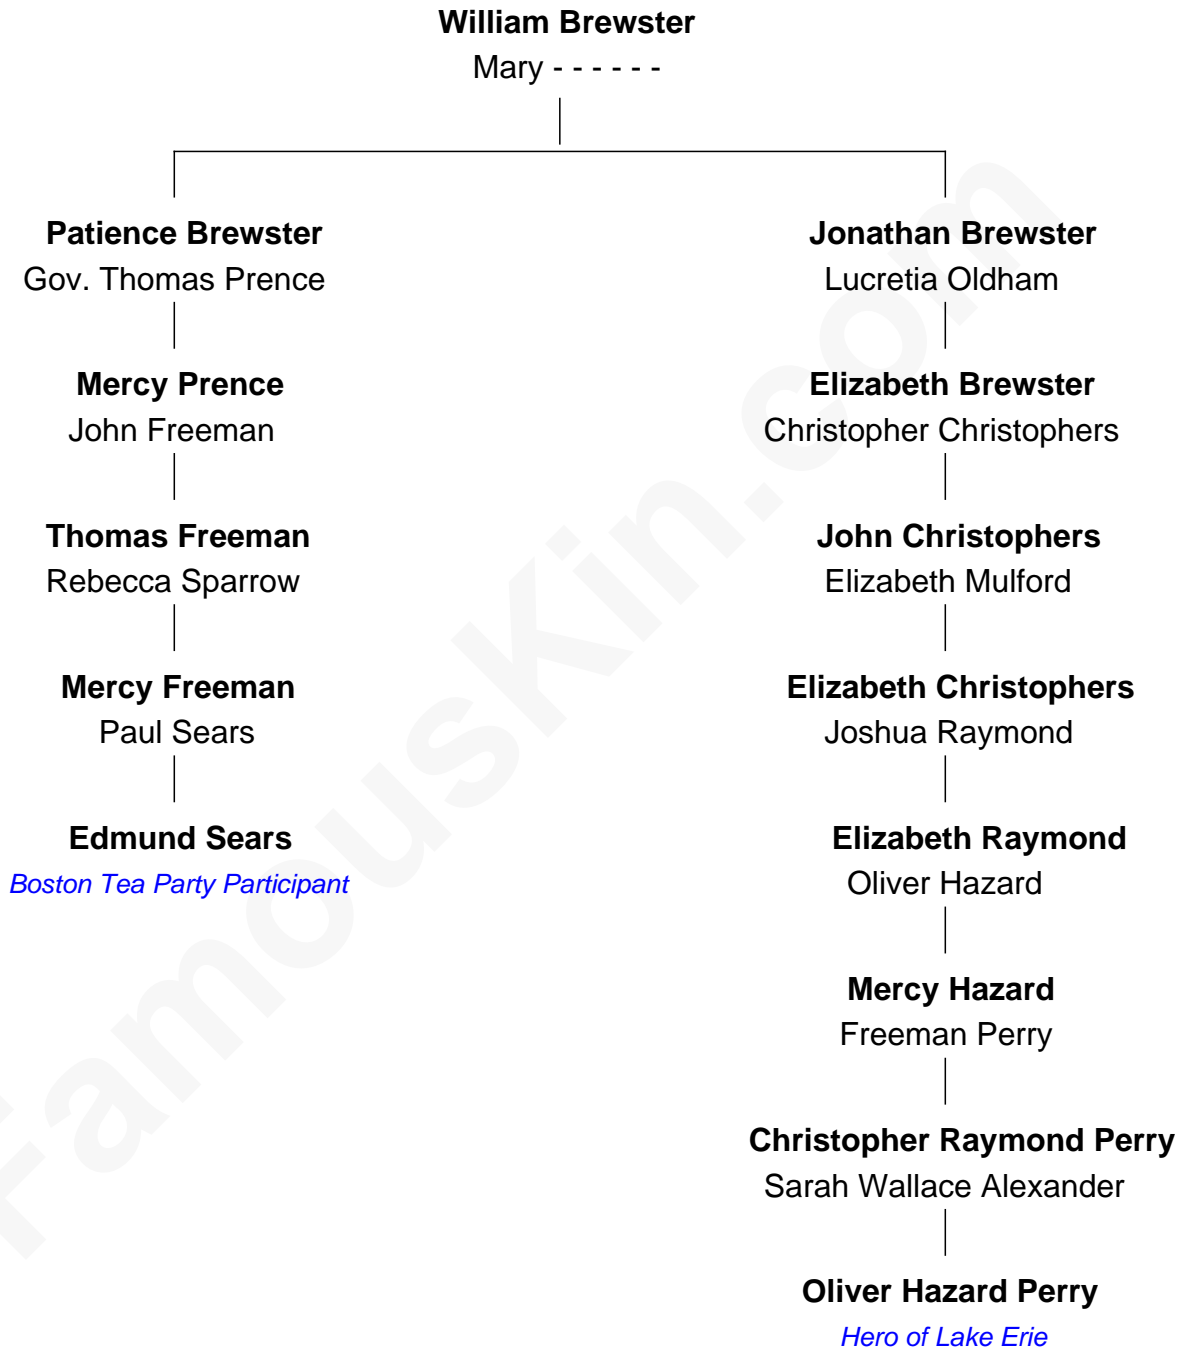 William Brewster
Mary - - - - - -
Patience Brewster
Gov. Thomas Prence
Jonathan Brewster
Lucretia Oldham
Mercy Prence
John Freeman
Elizabeth Brewster
Christopher Christophers
Thomas Freeman
Rebecca Sparrow
John Christophers
Elizabeth Mulford
Mercy Freeman
Paul Sears
Elizabeth Christophers
Joshua Raymond
Edmund Sears
Boston Tea Party Participant
Elizabeth Raymond
Oliver Hazard
Mercy Hazard
Freeman Perry
Christopher Raymond Perry
Sarah Wallace Alexander
Oliver Hazard Perry
Hero of Lake Erie
FamousKin.com